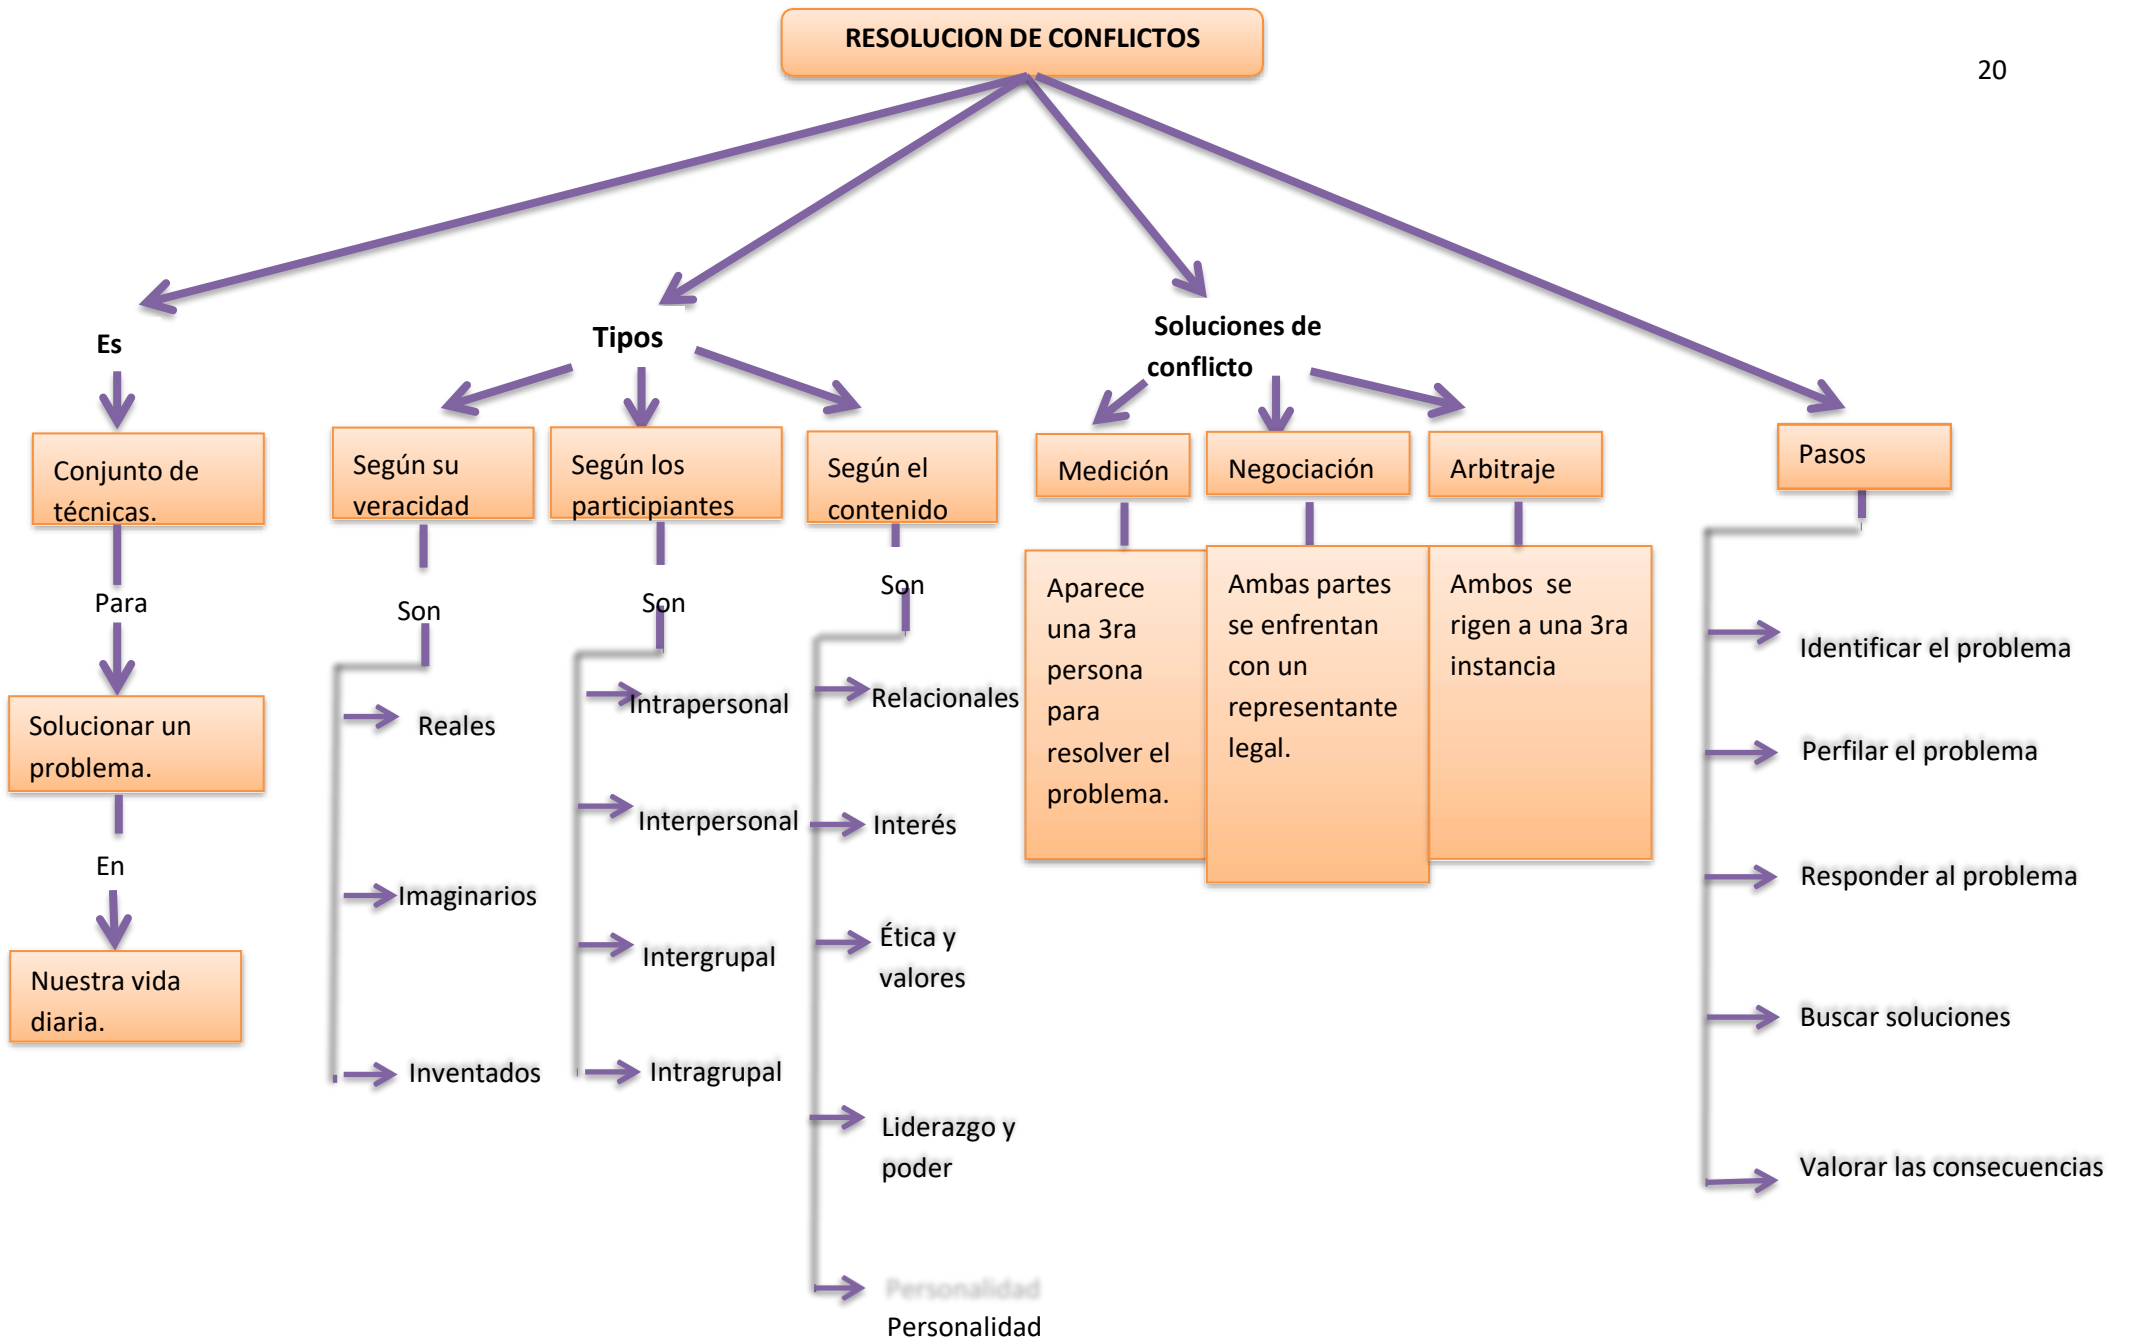 RESOLUCION DE CONFLICTOS
20
Es
Conjunto de
técnicas.
Para
Solucionar un
problema.
En
Nuestra vida
diaria.
Tipos
Según su
veracidad
Son
Reales
Imaginarios
Inventados
Según los
participiantes
Son
Intrapersonal
Interpersonal
Intergrupal
Intragrupal
Según el
contenido
Son
Relacionales
Interés
Ética y
valores
Liderazgo y
poder
Personalidad
Soluciones de
conflicto
Medición
Aparece
una 3ra
persona
para
resolver el
problema.
Negociación
Ambas partes
se enfrentan
con un
representante
legal.
Arbitraje
Ambos se
rigen a una 3ra
instancia
Pasos
Identificar el problema
Perfilar el problema
Responder al problema
Buscar soluciones
Valorar las consecuencias